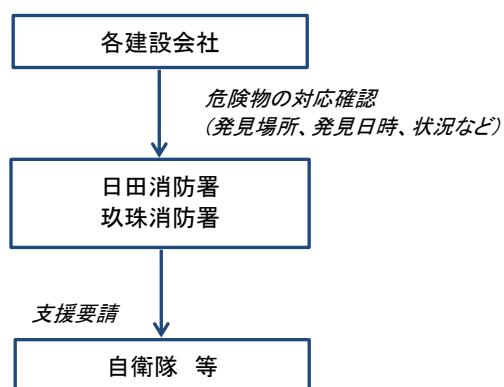 各建設会社
危険物の対応確認
(発見場所、発見日時、状況など)
日田消防署
玖珠消防署
支援要請
自衛隊 等